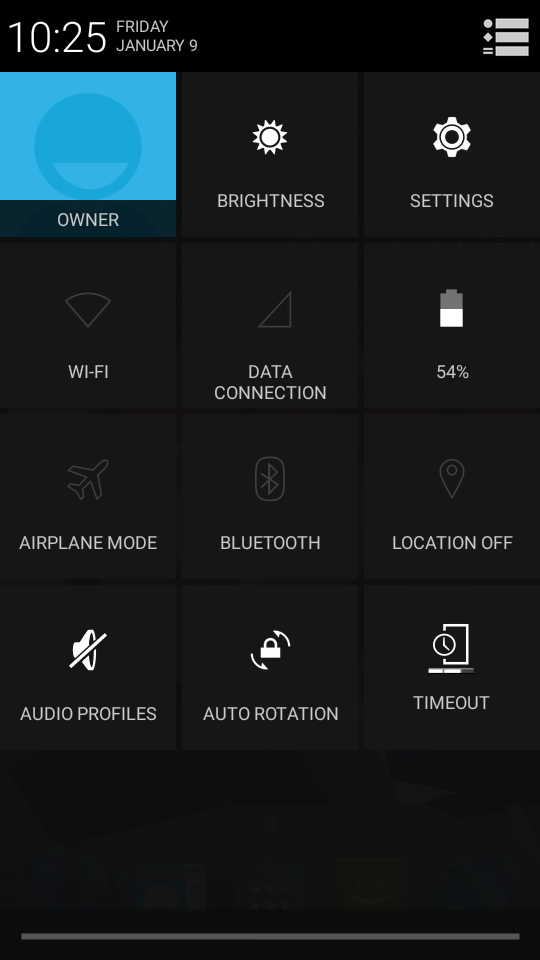 10:25
FRIDAY
JANUARY 9
OWNER
BRIGHTNESS
SETTINGS
WI-FI
DATA
CONNECTION
54%
AIRPLANE MODE
BLUETOOTH
LOCATION OFF
AUDIO PROFILES
AUTO ROTATION
TIMEOUT